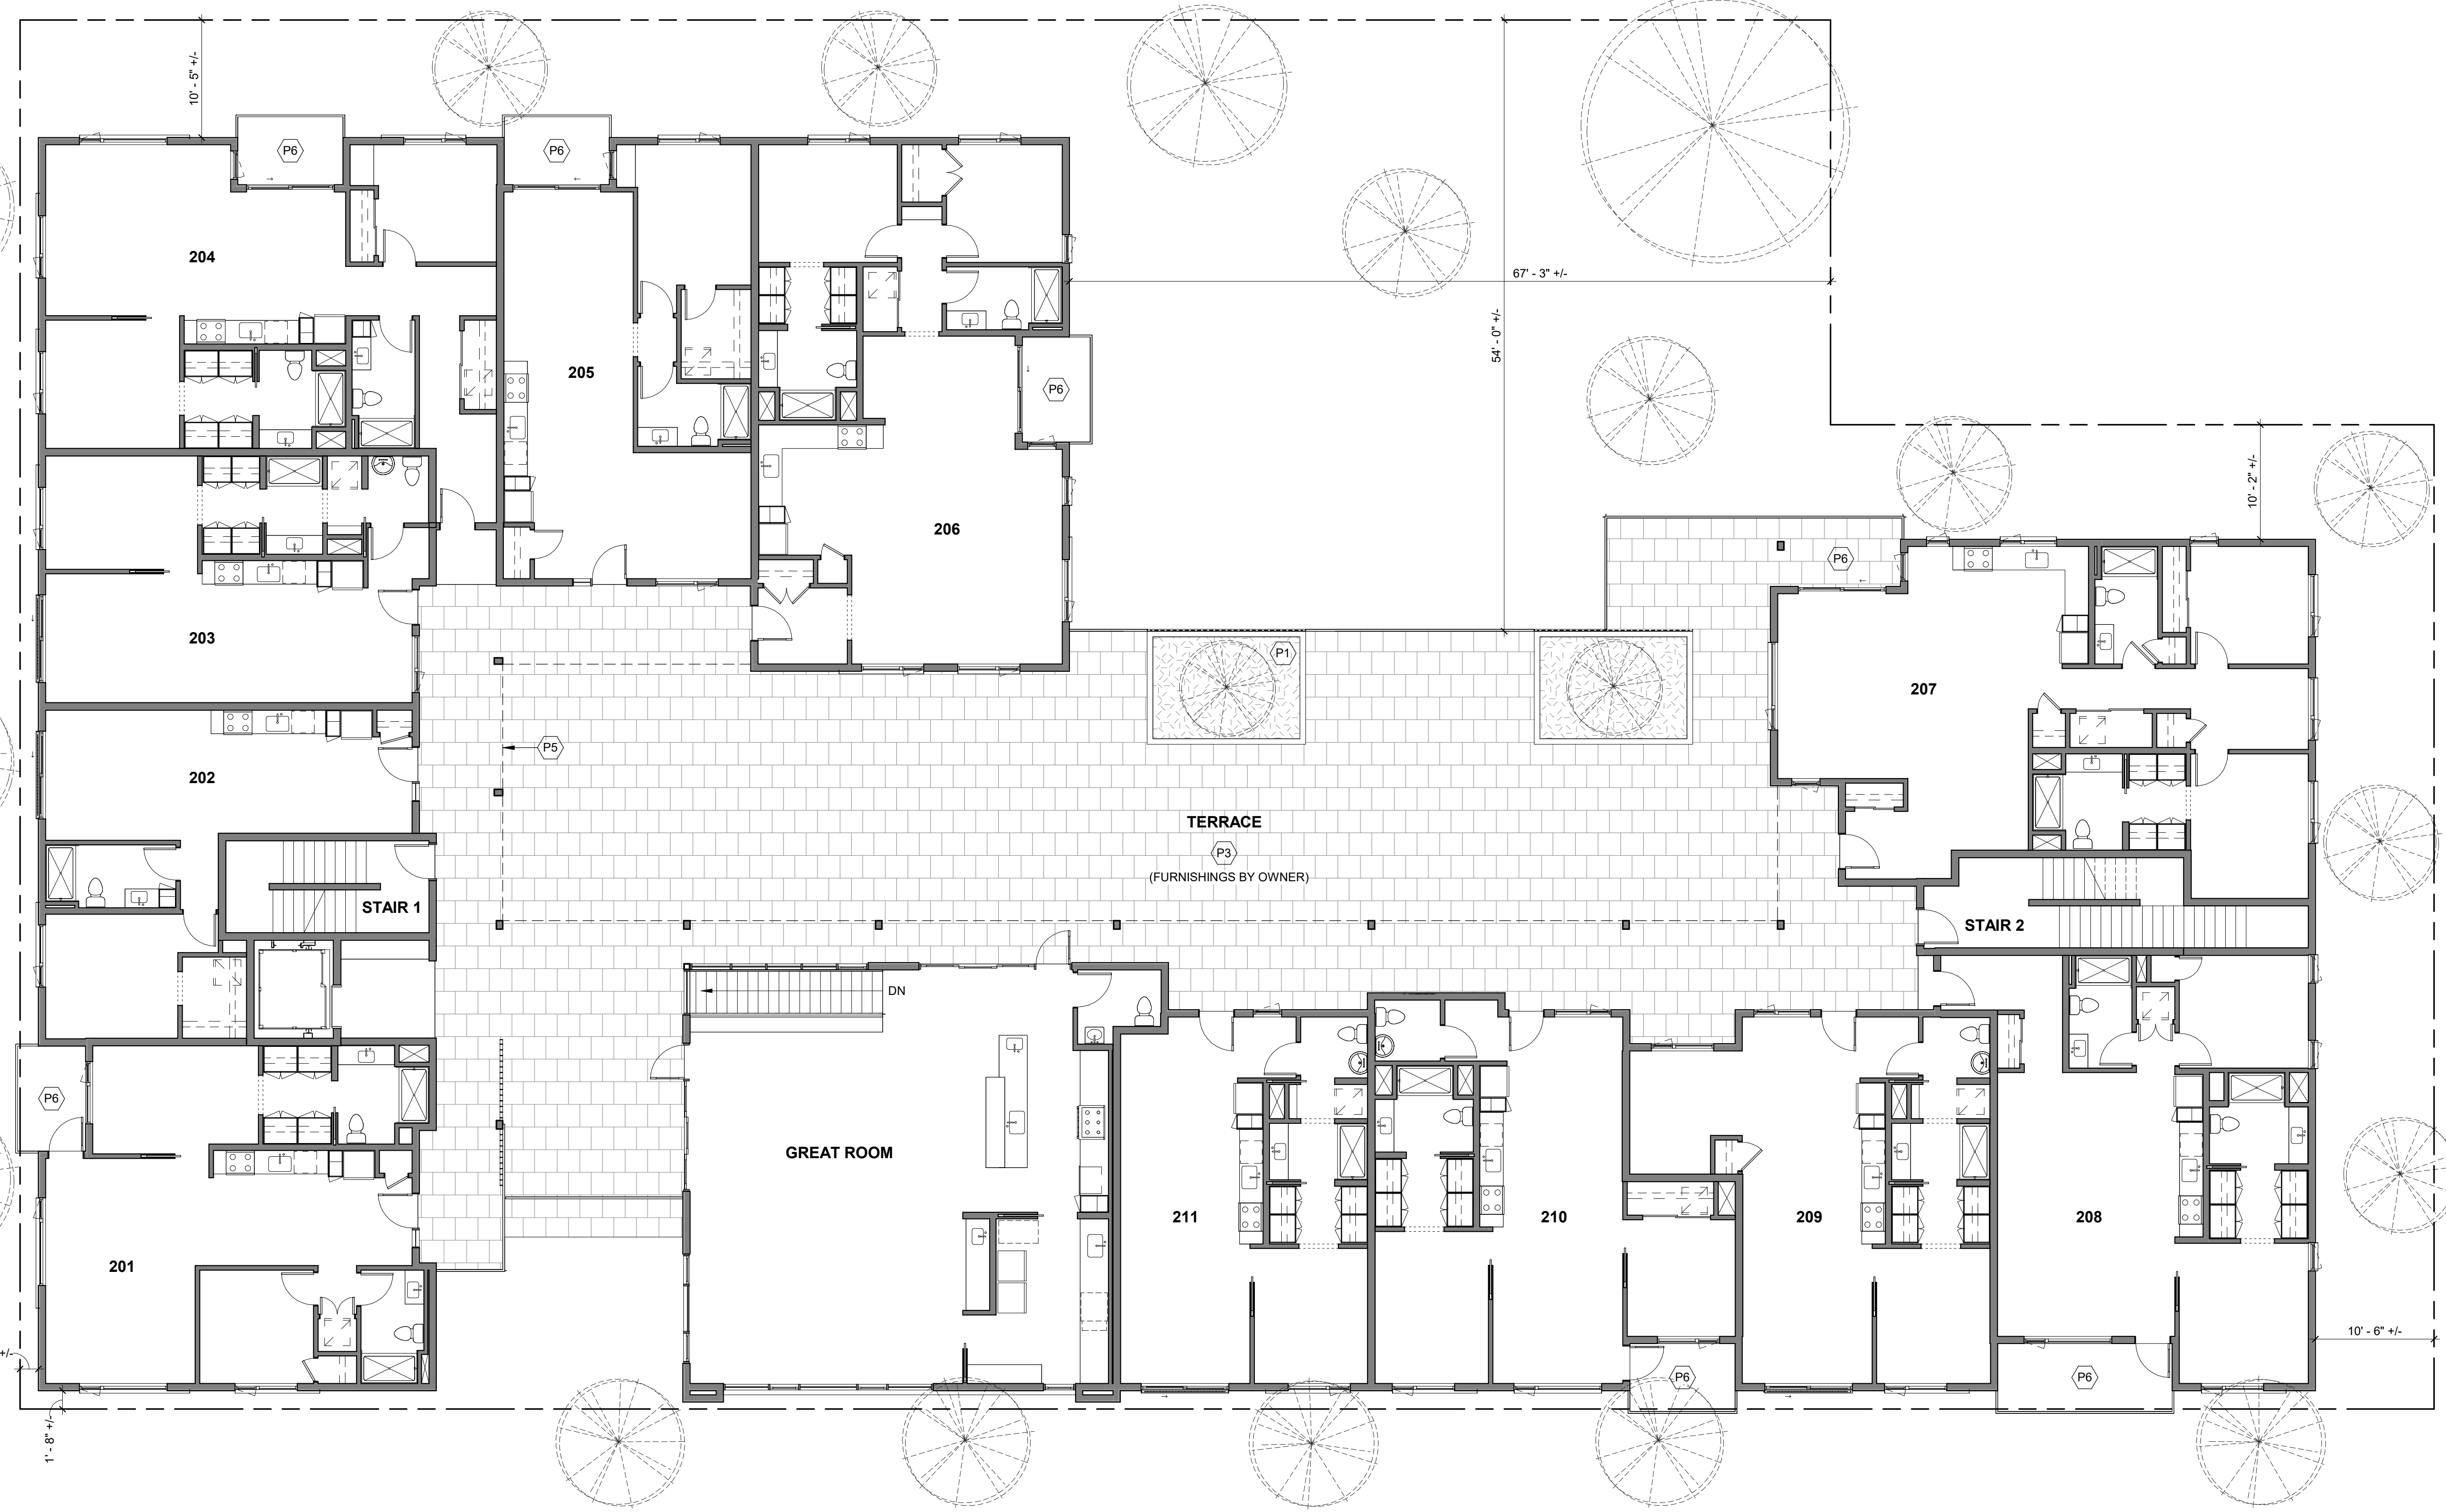 10' - 5" +/-
P6
P6
204
67' - 3" +/-
54' - 0" +/-
205
P6
10' - 2" +/-
206
P6
203
P1
207
P5
202
TERRACE
P3
(FURNISHINGS BY OWNER)
STAIR 1
STAIR 2
DN
P6
GREAT ROOM
211
210
209
208
201
10' - 6" +/-
+/-
P6
P6
1' - 8" +/-